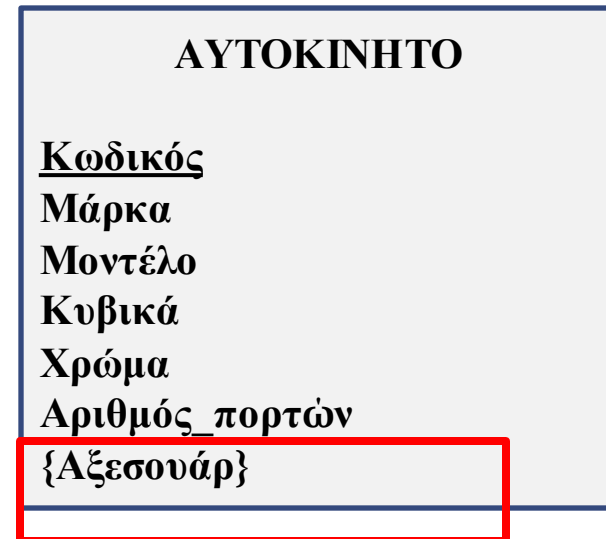 ΑΥΤΟΚΙΝΗΤΟ
Κωδικός
Μάρκα
Μοντέλο
Κυβικά
Χρώμα
Αριθμός_πορτών
{Αξεσουάρ}